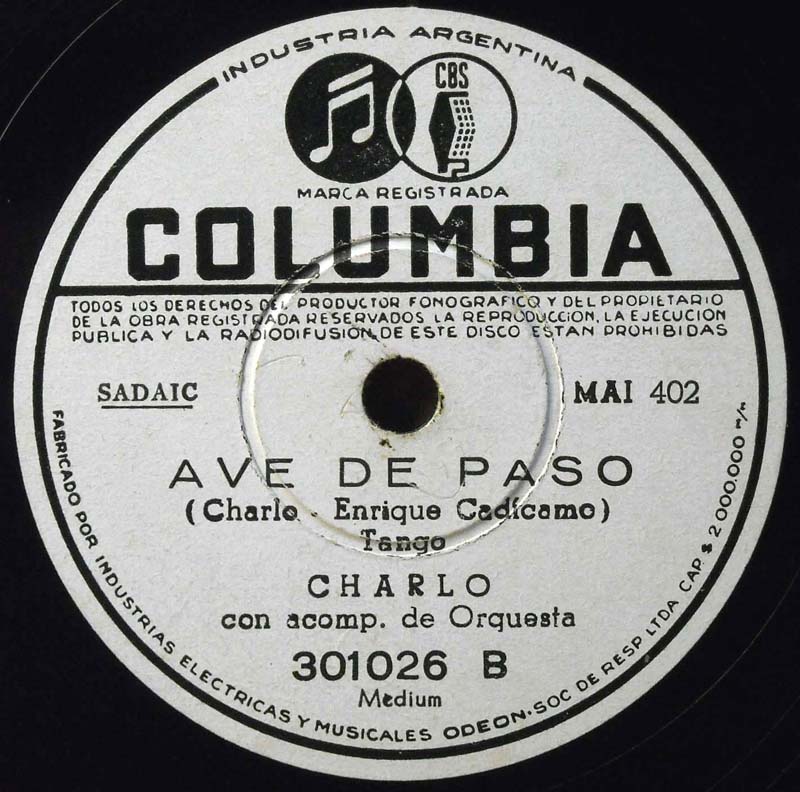 INDUSTRIA ARGENTINA
CBS
MARCA REGISTRADA
COLUMBIA
TODOS LOS DERECHOS DEL PRODUCTOR FONOGRAFICO Y DEL PROPIETARIO
DE LA OBRA REGISTRADA RESERVADOS LA REPRODUCCION, LA EJECUCION
PUBLICA Y LA RADIODIFUSION DE ESTE DISCO ESTAN PROHIBIDAS
SADAIC
MAI 402
AVE DE PASO
(Charlo - Enrique Cadícamo)
Tango
CHARLO
con acomp. de Orquesta
301026 B
Medium
FABRICADO POR INDUSTRIAS ELECTRICAS Y MUSICALES ODEON·SOC DE RESP LTDA CAP. $ 2 000.000 m/n